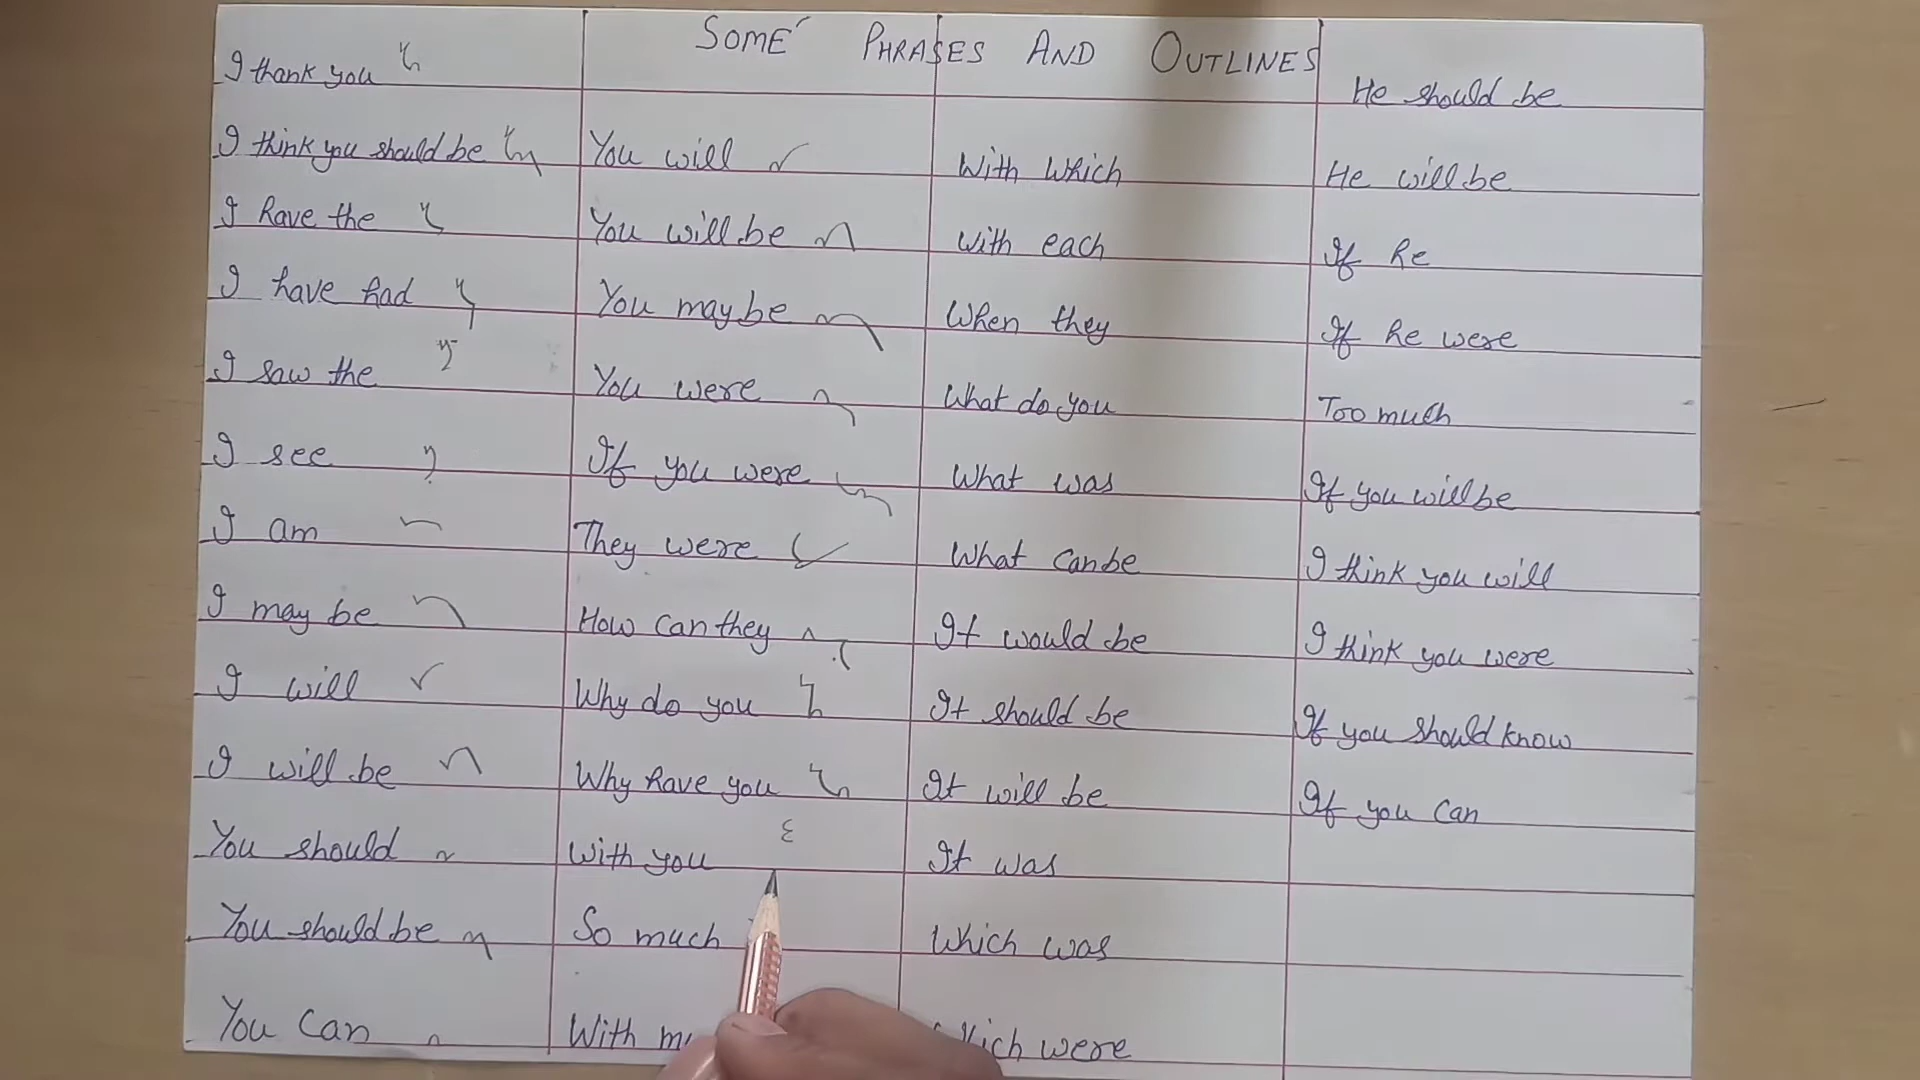 SOME PHRASES AND OUTLINES
I thank you
I think you should be
I have the
I have had
I saw the
I see
I am
I may be
I will
I will be
You should
You should be
You can
You will
You will be
You may be
You were
If you were
They were
How can they
Why do you
Why have you
With you
So much
With
With which
With each
When they
What do you
What was
What can be
It would be
It should be
It will be
It was
Which was
were
He should be
He will be
If he
If he were
Too much
If you will be
I think you will
I think you were
If you should know
If you can